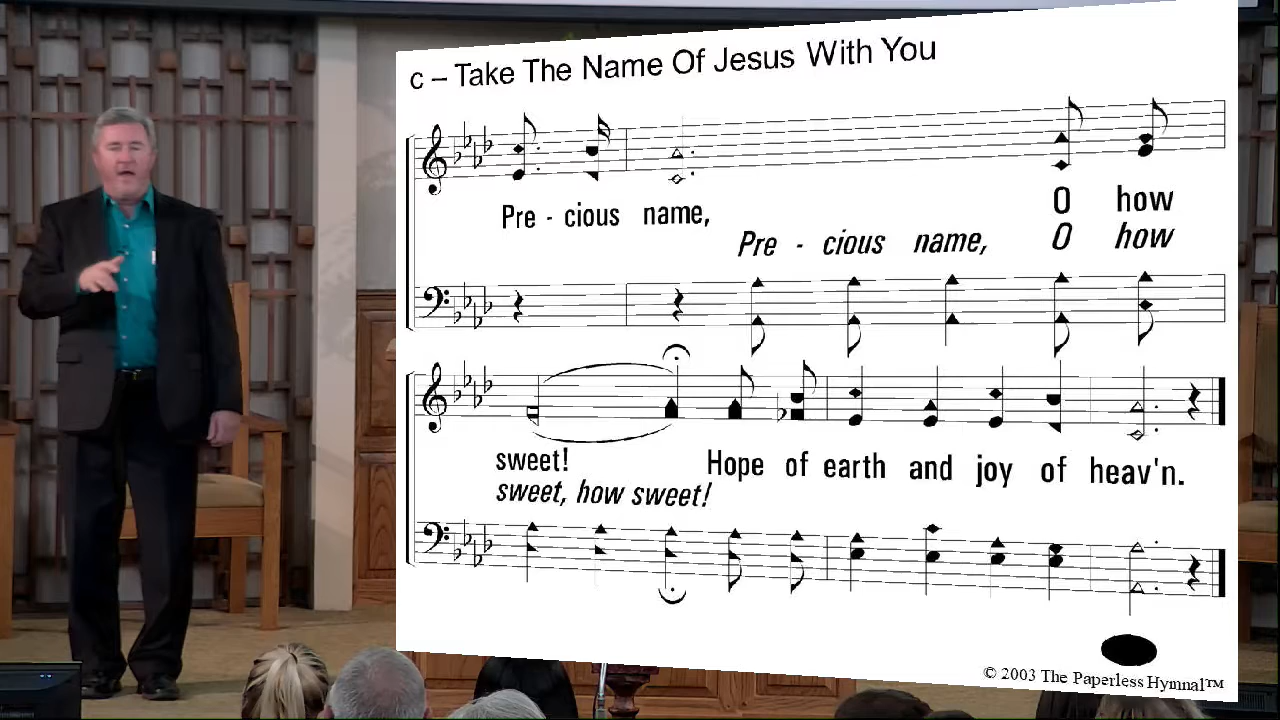 c – Take The Name Of Jesus With You
Pre - cious name, O how
Pre - cious name, O how
sweet! Hope of earth and joy of heav'n.
sweet, how sweet!
© 2003 The Paperless Hymnal™